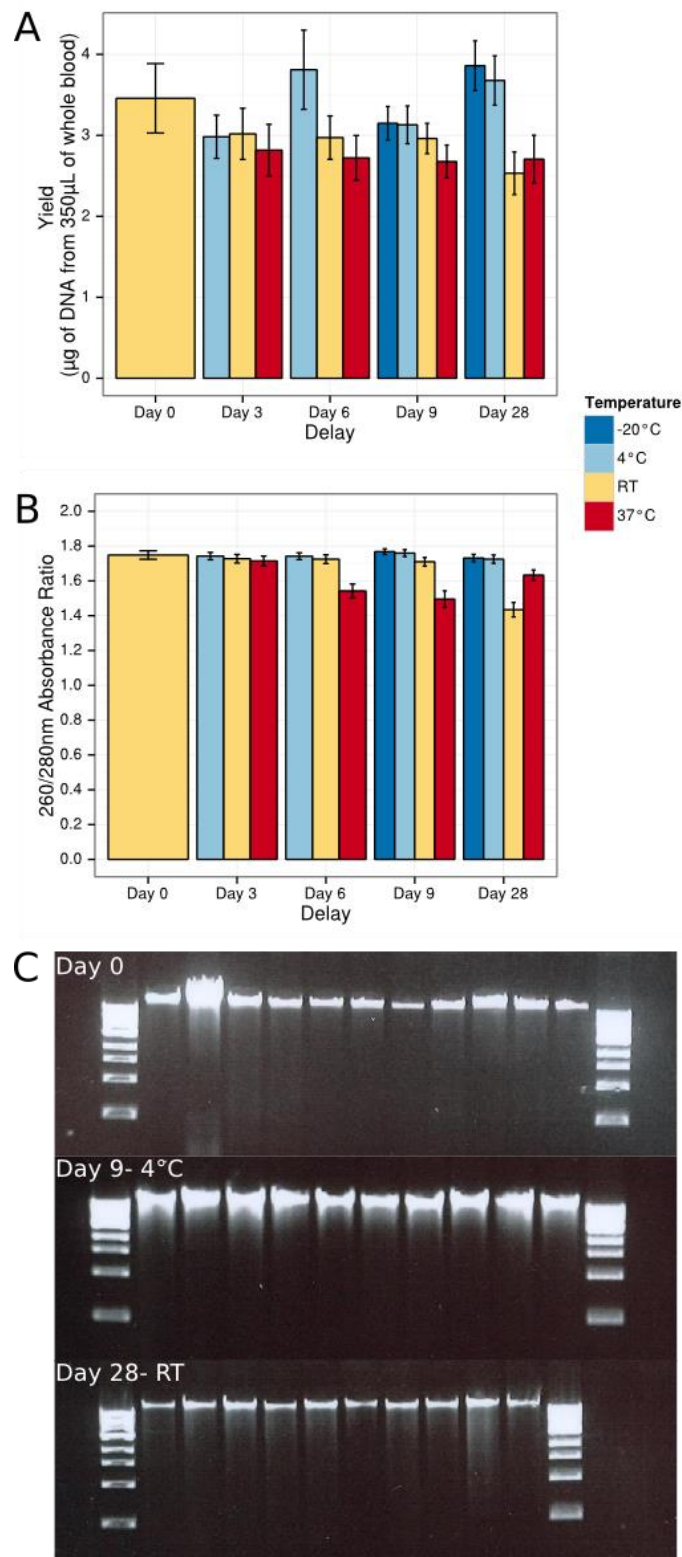 A
Yield
(µg of DNA from 350µL of whole blood)
4
3
2
1
0
Day 0 Day 3 Day 6 Day 9 Day 28
Delay
Temperature
-20°C
4°C
RT
37°C
B
260/280nm Absorbance Ratio
2.0
1.8
1.6
1.4
1.2
1.0
0.8
0.6
0.4
0.2
0.0
Day 0 Day 3 Day 6 Day 9 Day 28
Delay
C
Day 0
Day 9- 4°C
Day 28- RT